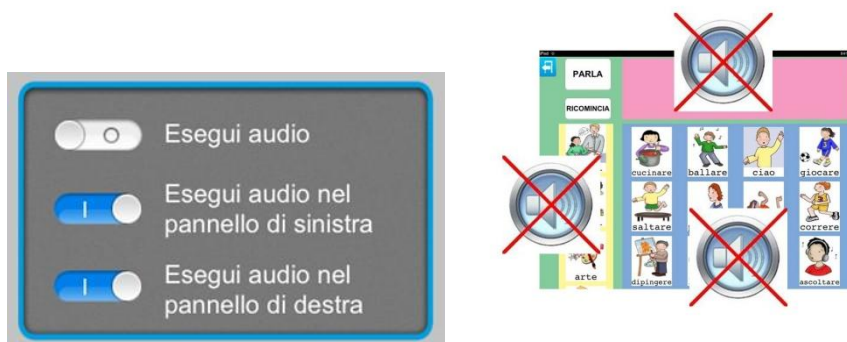 Esegui audio
Esegui audio nel
pannello di sinistra
Esegui audio nel
pannello di destra
PARLA
RICOMINCIA
cucinare
ballare
ciao
giocare
saltare
correre
arte
dipingere
ascoltare